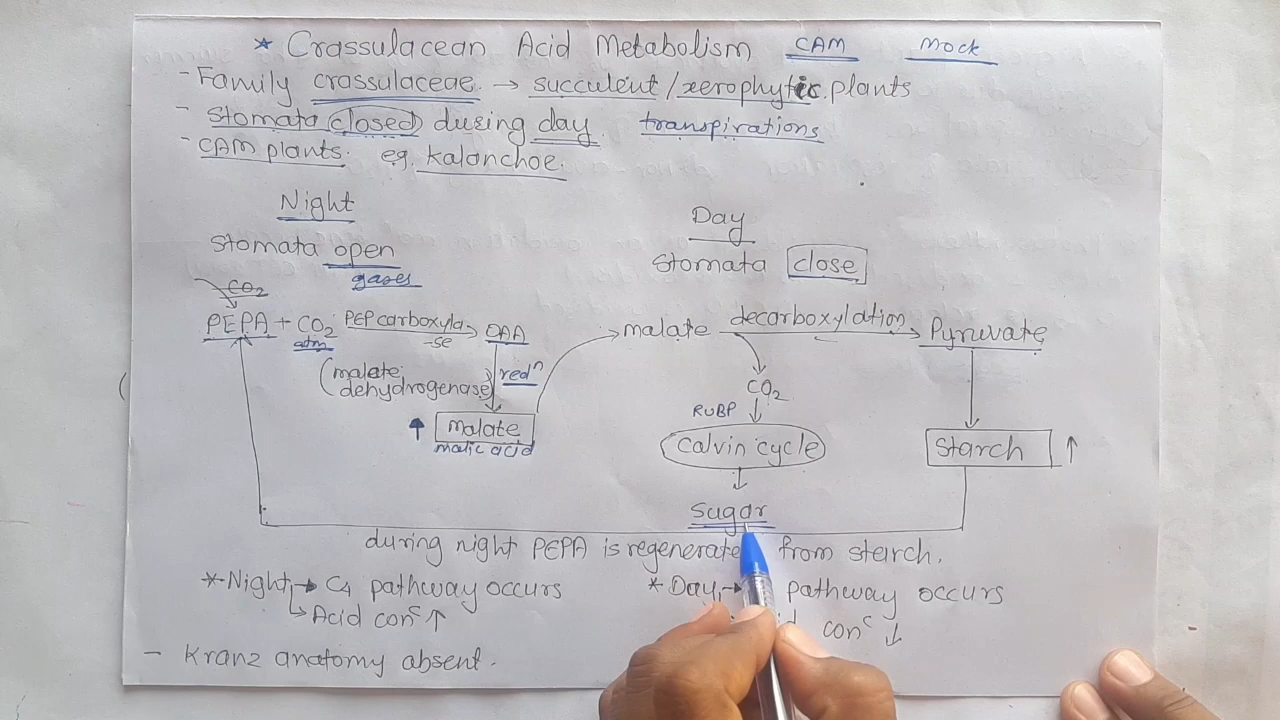 * Crassulacean Acid Metabolism CAM Mock
- Family crassulaceae. → succulent / xerophytic plants
- Stomata closed during day. transpirations
- CAM plants. eg. kalanchoe.
Night
Stomata open
gases
CO2
PEPA + CO2 PEP carboxyla-se → OAA
atm
(malate dehydrogenase) redn
↑ malate
malic acid
Day
Stomata close
→ malate decarboxylation → Pyruvate
CO2
RUBP
Calvin cycle
Starch ↑
Sugar
during night PEPA is regenerate from starch.
* Night → C4 pathway occurs
↳ Acid conc ↑
* Day → pathway occurs
conc ↓
- Kranz anatomy absent.